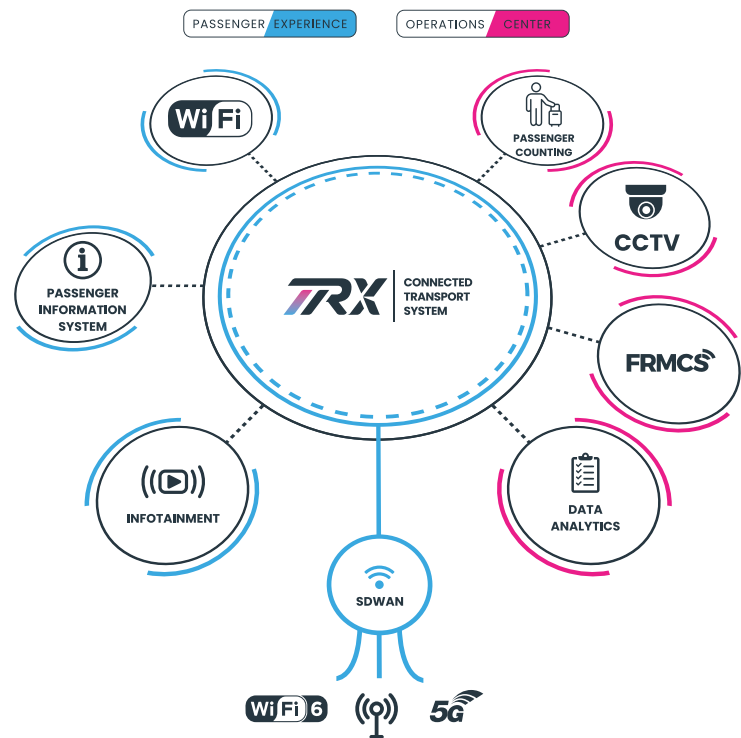 PASSENGER EXPERIENCE
OPERATIONS CENTER
WiFi
PASSENGER
COUNTING
CCTV
PASSENGER
INFORMATION
SYSTEM
TRX
CONNECTED
TRANSPORT
SYSTEM
FRMCS
INFOTAINMENT
DATA
ANALYTICS
SDWAN
WiFi 6
5G